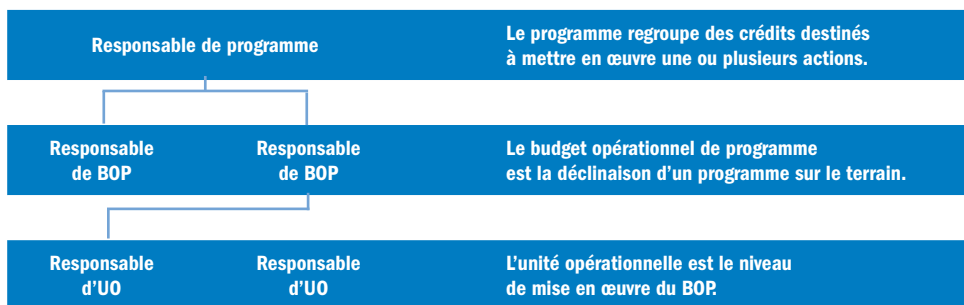 Responsable de programme
Le programme regroupe des crédits destinés
à mettre en œuvre une ou plusieurs actions.
Responsable
de BOP
Responsable
de BOP
Le budget opérationnel de programme
est la déclinaison d’un programme sur le terrain.
Responsable
d’UO
Responsable
d’UO
L’unité opérationnelle est le niveau
de mise en œuvre du BOP.